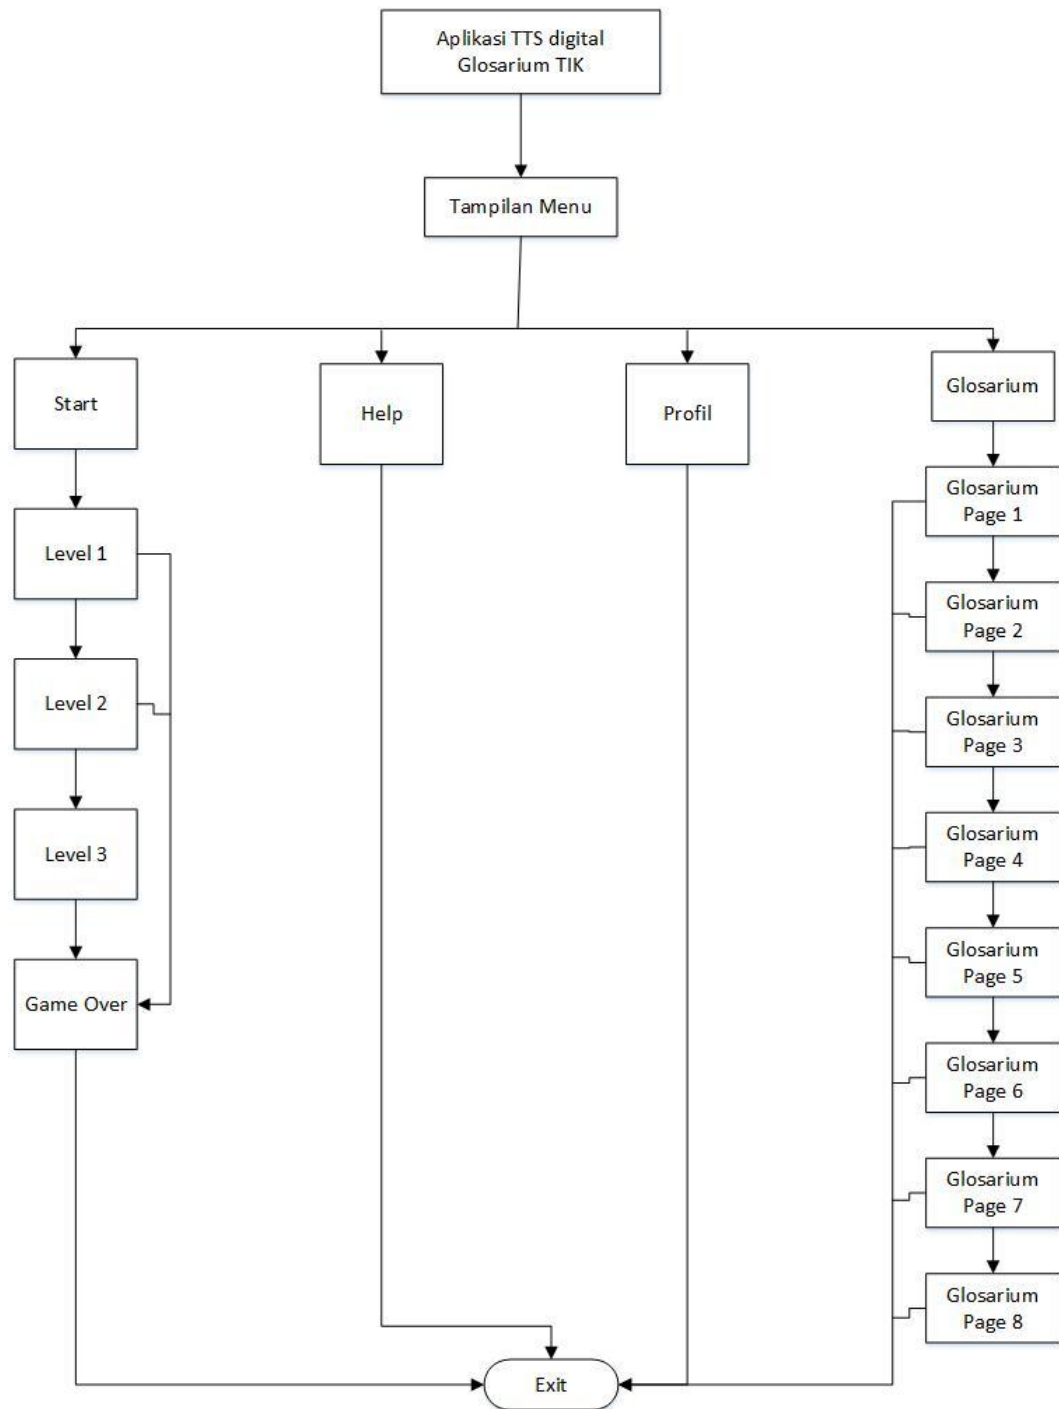 Aplikasi TTS digital
Glosarium TIK
Tampilan Menu
Start
Help
Profil
Glosarium
Level 1
Level 2
Level 3
Game Over
Glosarium
Page 1
Glosarium
Page 2
Glosarium
Page 3
Glosarium
Page 4
Glosarium
Page 5
Glosarium
Page 6
Glosarium
Page 7
Glosarium
Page 8
Exit